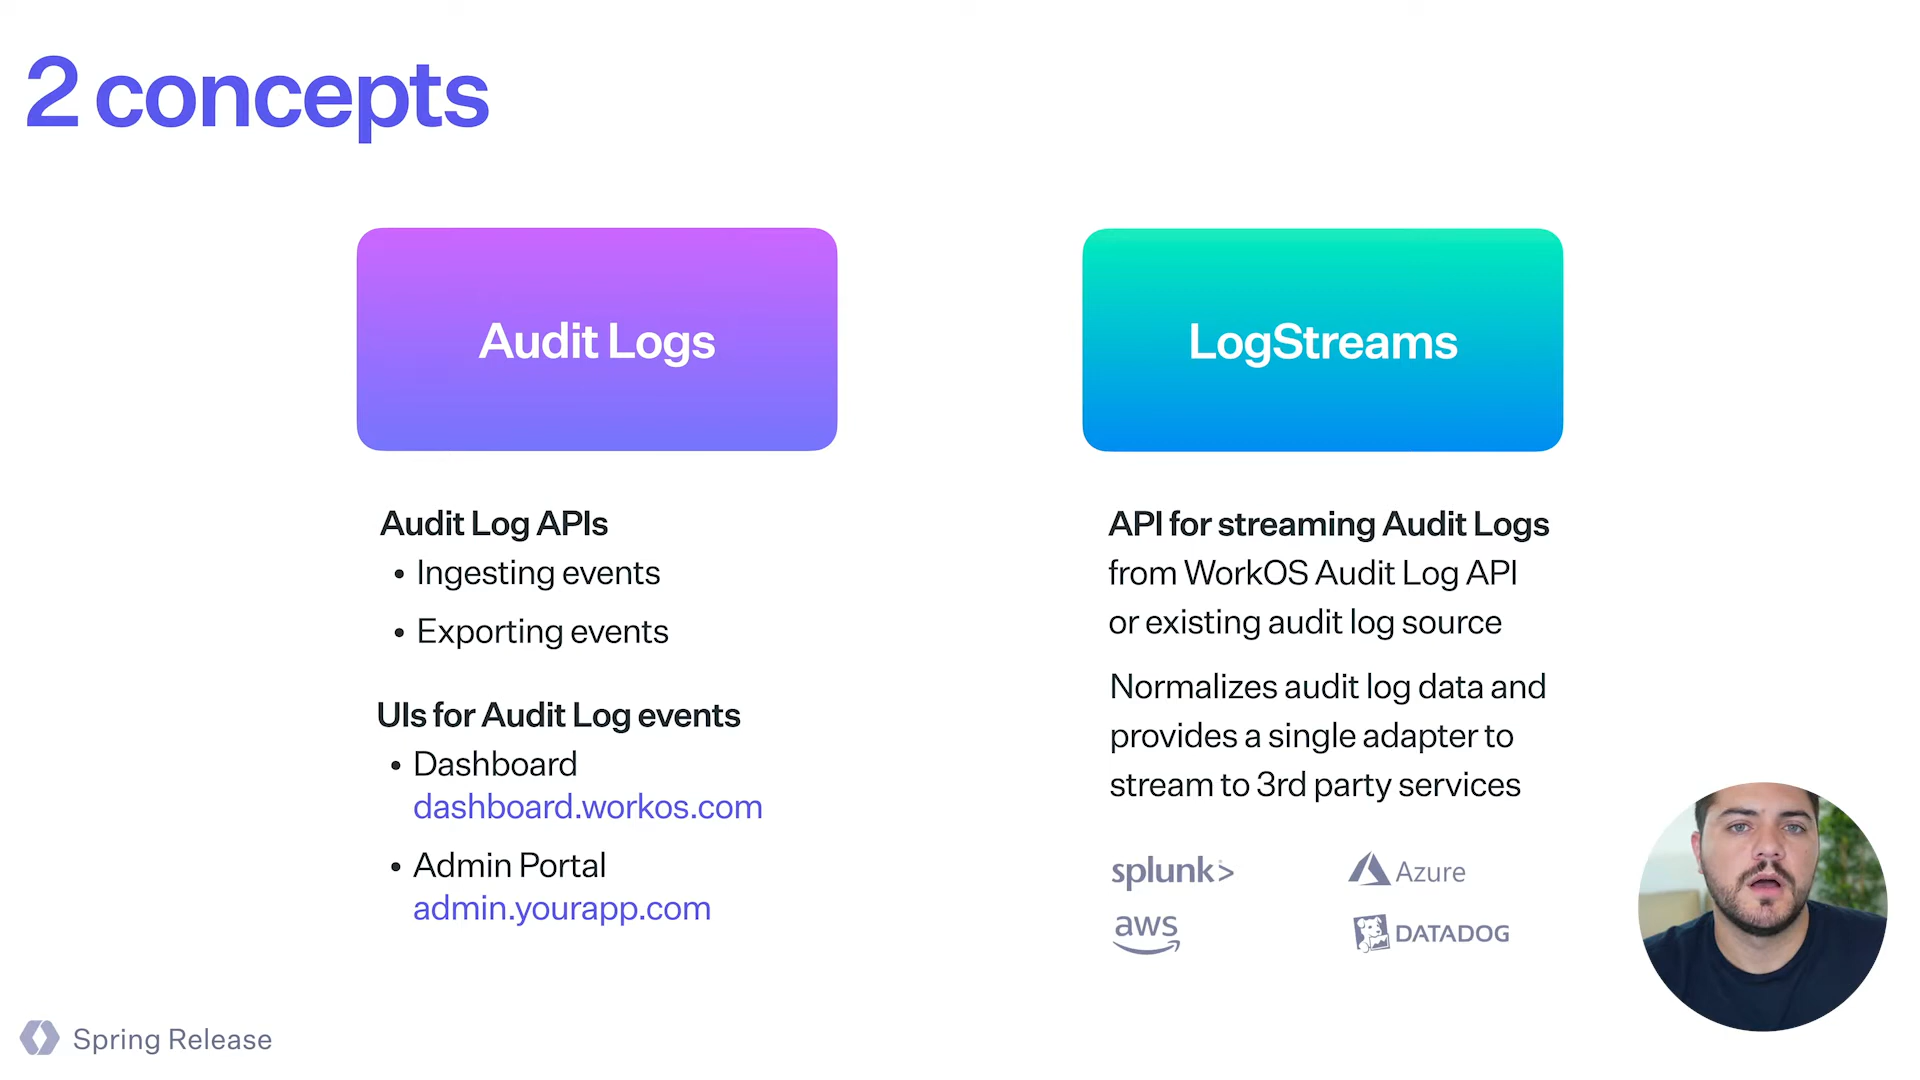 2 concepts
Audit Logs
Audit Log APIs
• Ingesting events
• Exporting events
UIs for Audit Log events
• Dashboard
dashboard.workos.com
• Admin Portal
admin.yourapp.com
LogStreams
API for streaming Audit Logs
from WorkOS Audit Log API
or existing audit log source
Normalizes audit log data and
provides a single adapter to
stream to 3rd party services
splunk>
Azure
aws
DATADOG
Spring Release